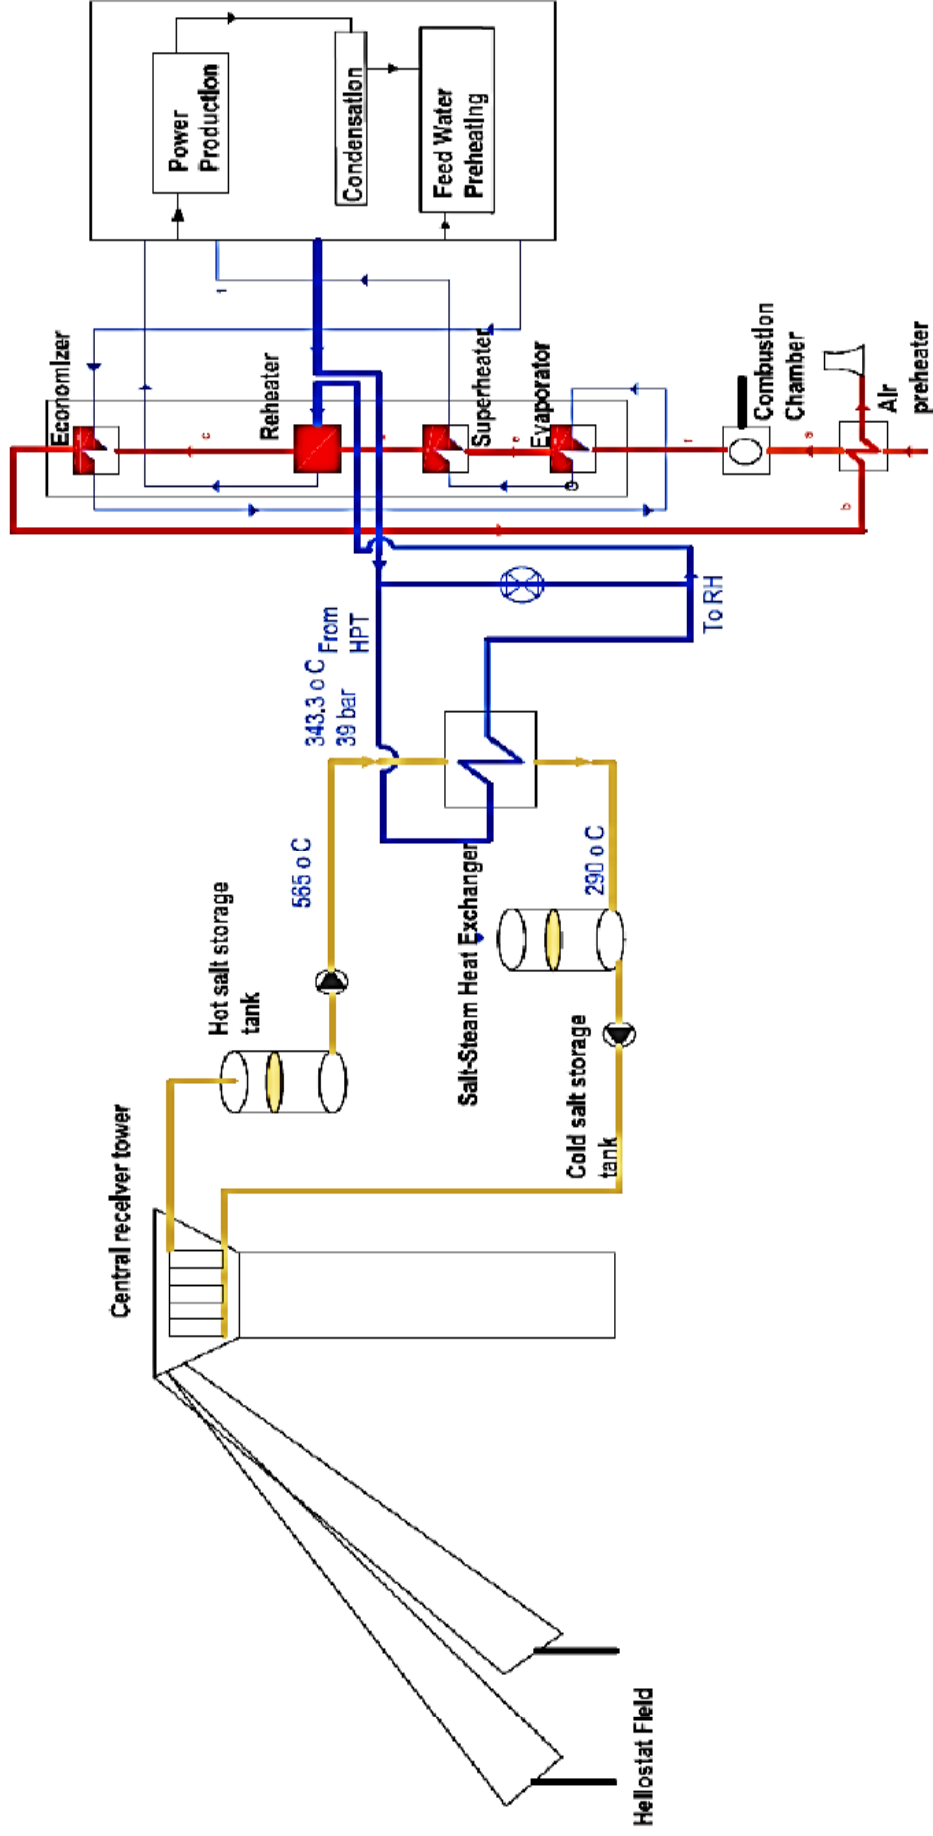 Heliostat Field
Central receiver tower
Hot salt storage
tank
Cold salt storage
tank
Salt-Steam Heat Exchanger
565 o C
290 o C
343.3 o C
39 bar
From
HPT
To RH
Economizer
Reheater
Superheater
Evaporator
Combustion
Chamber
Air
preheater
Power
Production
Condensation
Feed Water
Preheating
c
e
f
a
b